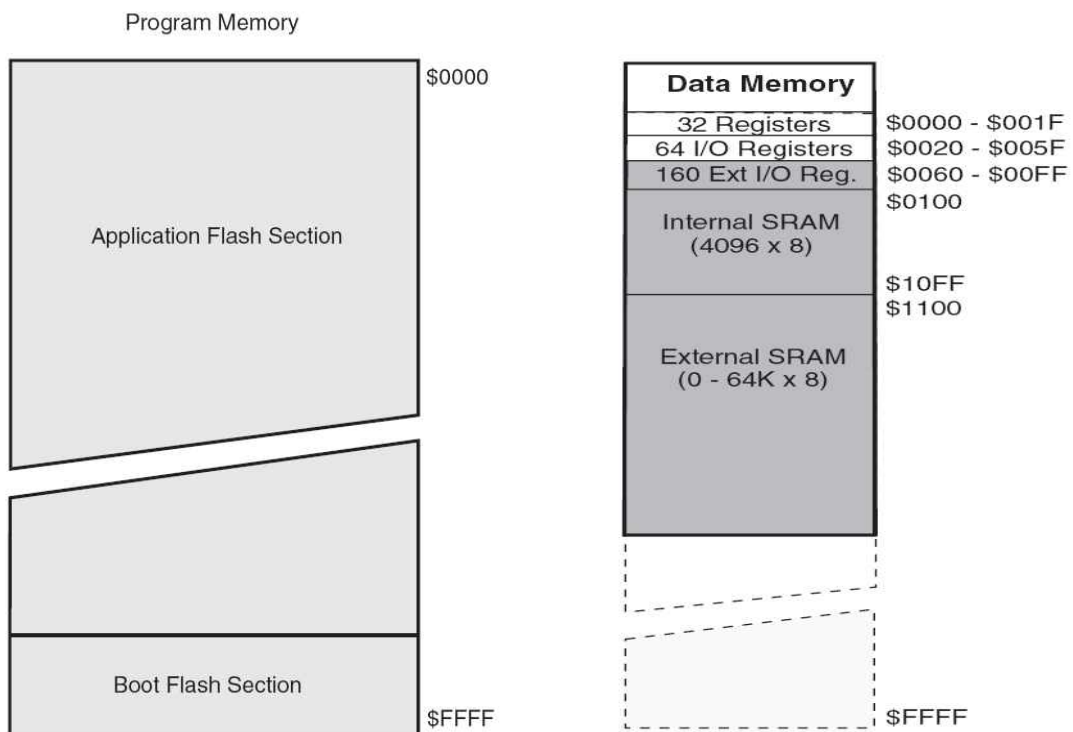 Program Memory
$0000
Application Flash Section
Boot Flash Section
$FFFF
Data Memory
32 Registers
$0000 - $001F
64 I/O Registers
$0020 - $005F
160 Ext I/O Reg.
$0060 - $00FF
$0100
Internal SRAM
(4096 x 8)
$10FF
$1100
External SRAM
(0 - 64K x 8)
$FFFF